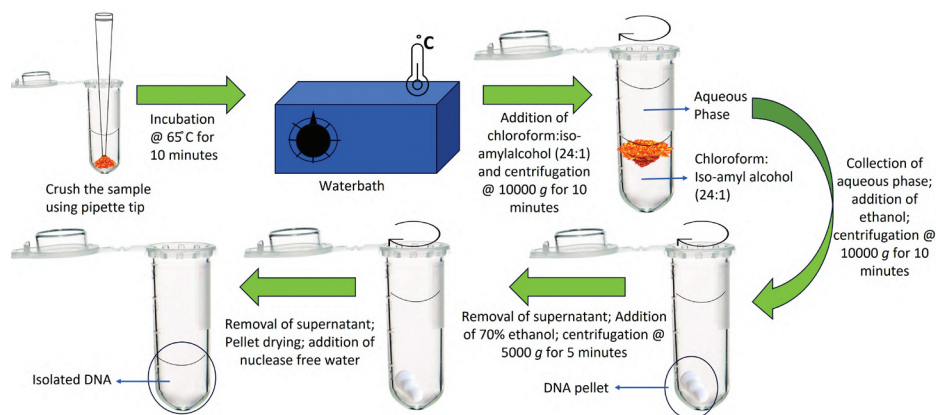 Crush the sample
using pipette tip
Incubation
@ 65°C for
10 minutes
°C
Waterbath
Addition of
chloroform:iso-
amylalcohol (24:1)
and centrifugation
@ 10000 g for 10
minutes
Aqueous
Phase
Chloroform:
Iso-amyl alcohol
(24:1)
Collection of
aqueous phase;
addition of
ethanol;
centrifugation @
10000 g for 10
minutes
DNA pellet
Removal of supernatant; Addition
of 70% ethanol; centrifugation @
5000 g for 5 minutes
Removal of supernatant;
Pellet drying; addition of
nuclease free water
Isolated DNA